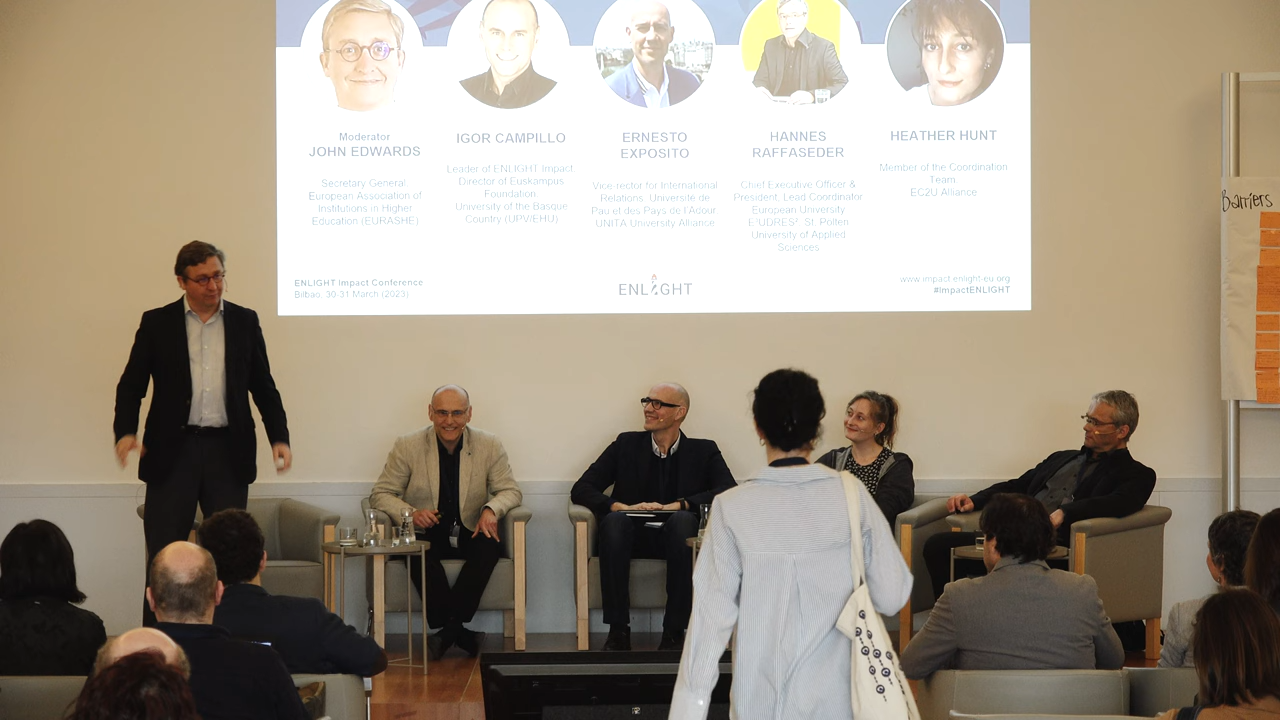 Moderator
JOHN EDWARDS
Secretary General.
European Association of
Institutions in Higher
Education (EURASHE)
IGOR CAMPILLO
Leader of ENLIGHT Impact,
Director of Euskampus
Foundation.
University of the Basque
Country (UPV/EHU)
ERNESTO
EXPOSITO
Vice-rector for International
Relations. Université de
Pau et des Pays de l'Adour.
UNITA University Alliance
HANNES
RAFFASEDER
Chief Executive Officer &
President, Lead Coordinator
European University
E³UDRES². St. Pölten
University of Applied
Sciences
HEATHER HUNT
Member of the Coordination
Team.
EC2U Alliance
ENLIGHT Impact Conference
Bilbao, 30-31 March (2023)
ENLIGHT
www.impact.enlight-eu.org
#ImpactENLIGHT
Barriers